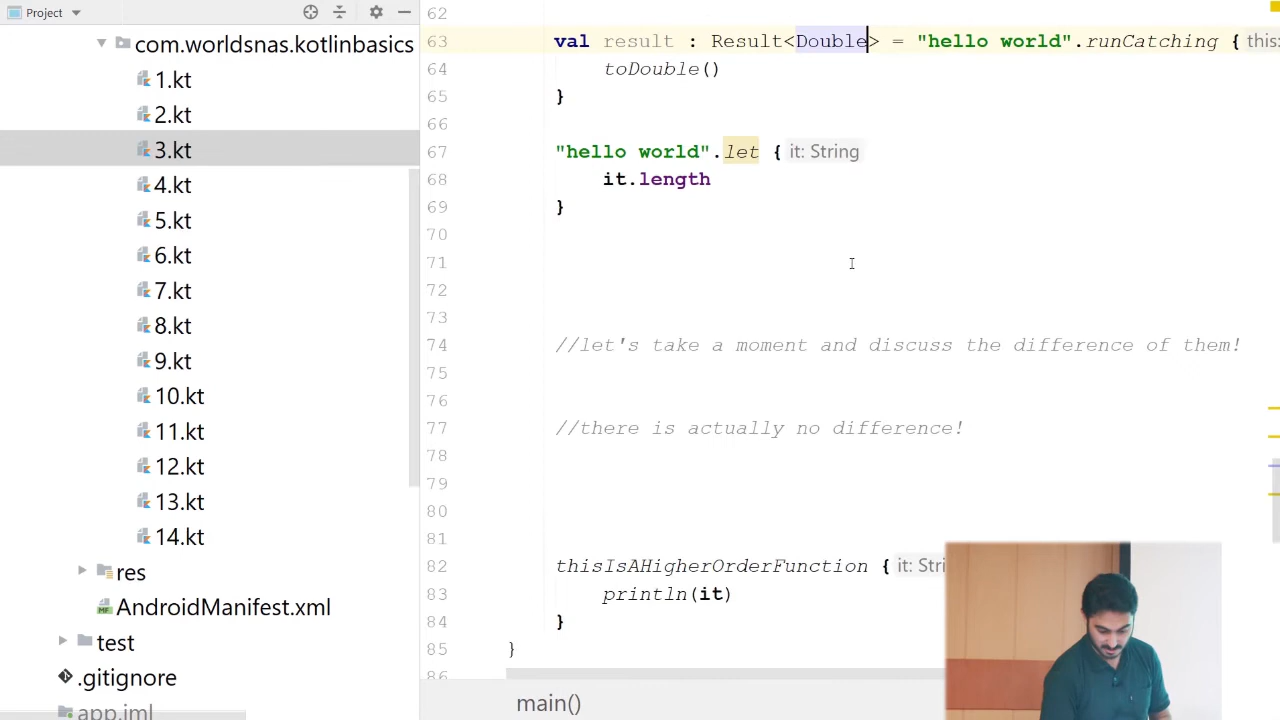 Project
com.worldsnas.kotlinbasics
1.kt
2.kt
3.kt
4.kt
5.kt
6.kt
7.kt
8.kt
9.kt
10.kt
11.kt
12.kt
13.kt
14.kt
res
AndroidManifest.xml
test
.gitignore
app.iml
62
63 val result : Result<Double> = "hello world".runCatching { this:
64 toDouble()
65 }
66
67 "hello world".let { it: String
68 it.length
69 }
70
71
72
73
74 //let's take a moment and discuss the difference of them!
75
76
77 //there is actually no difference!
78
79
80
81
82 thisIsAHigherOrderFunction { it: Stri
83 println(it)
84 }
85 }
86
main()